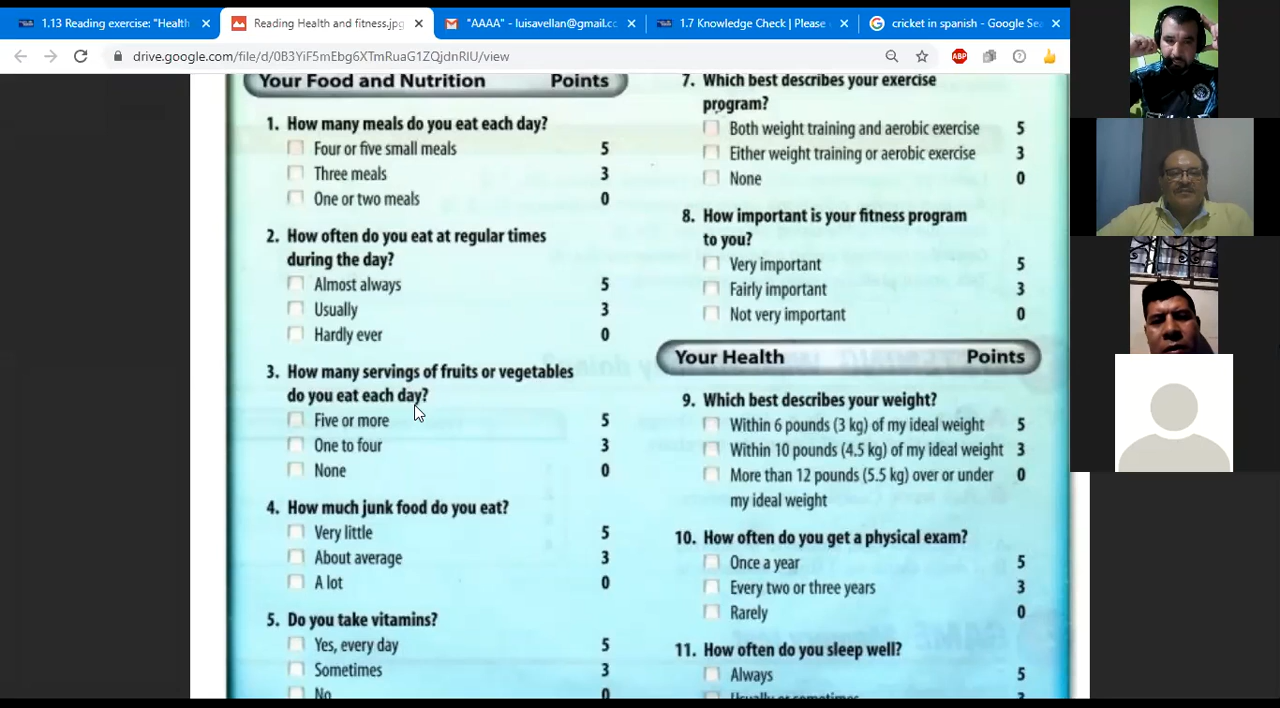 1.13 Reading exercise: "Health
Reading Health and fitness.jpg
"AAAA" - luisavellan@gmail.cc
1.7 Knowledge Check | Please
cricket in spanish - Google Sea
drive.google.com/file/d/0B3YiF5mEbg6XTmRuaG1ZQjdnRlU/view
ABP
Your Food and Nutrition Points
1. How many meals do you eat each day?
Four or five small meals 5
Three meals 3
One or two meals 0
2. How often do you eat at regular times
during the day?
Almost always 5
Usually 3
Hardly ever 0
3. How many servings of fruits or vegetables
do you eat each day?
Five or more 5
One to four 3
None 0
4. How much junk food do you eat?
Very little 5
About average 3
A lot 0
5. Do you take vitamins?
Yes, every day 5
Sometimes 3
No 0
7. Which best describes your exercise
program?
Both weight training and aerobic exercise 5
Either weight training or aerobic exercise 3
None 0
8. How important is your fitness program
to you?
Very important 5
Fairly important 3
Not very important 0
Your Health Points
9. Which best describes your weight?
Within 6 pounds (3 kg) of my ideal weight 5
Within 10 pounds (4.5 kg) of my ideal weight 3
More than 12 pounds (5.5 kg) over or under 0
my ideal weight
10. How often do you get a physical exam?
Once a year 5
Every two or three years 3
Rarely 0
11. How often do you sleep well?
Always 5
Usually or sometimes 3